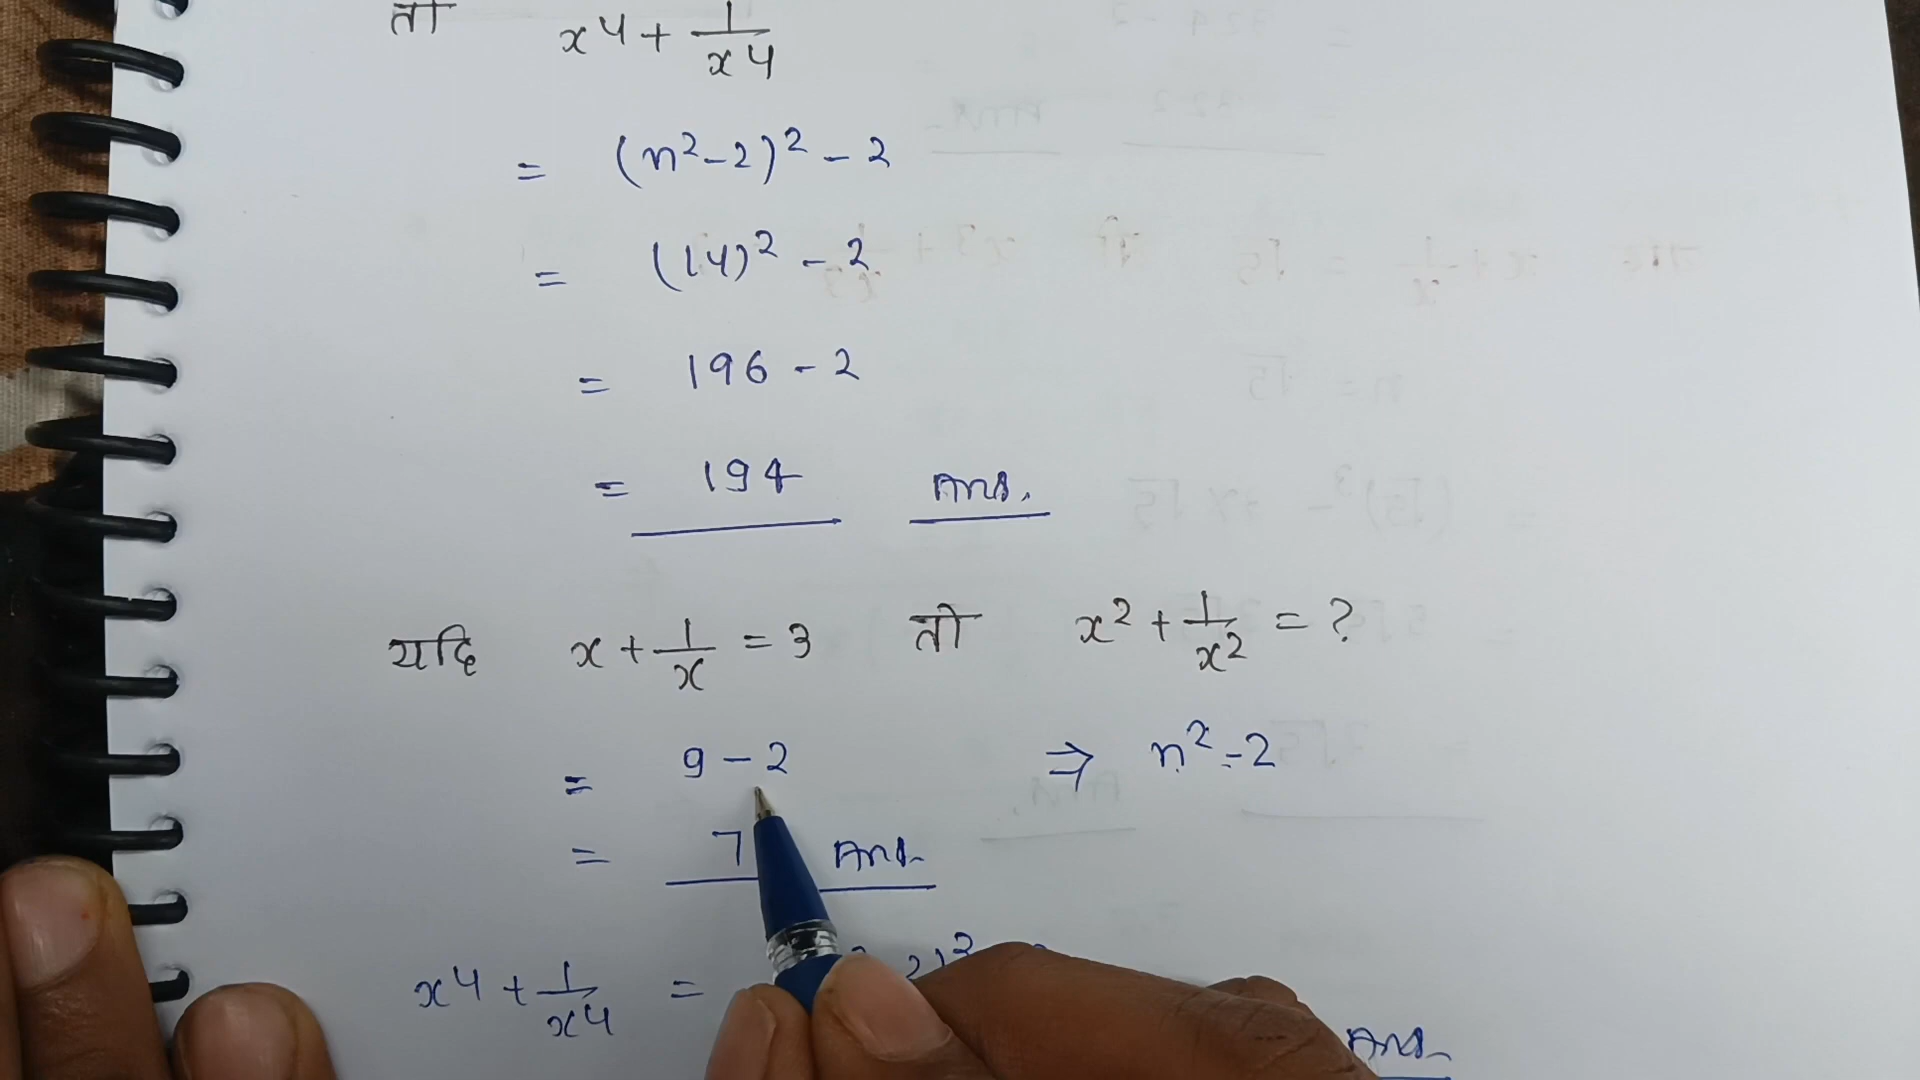 तो x⁴ + 1/x⁴
= (n² - 2)² - 2
= (14)² - 2
= 196 - 2
= 194 Ans.
यदि x + 1/x = 3 तो x² + 1/x² = ?
= 9 - 2 ⇒ n² - 2
= 7 Ans.
x⁴ + 1/x⁴ =
Ans.